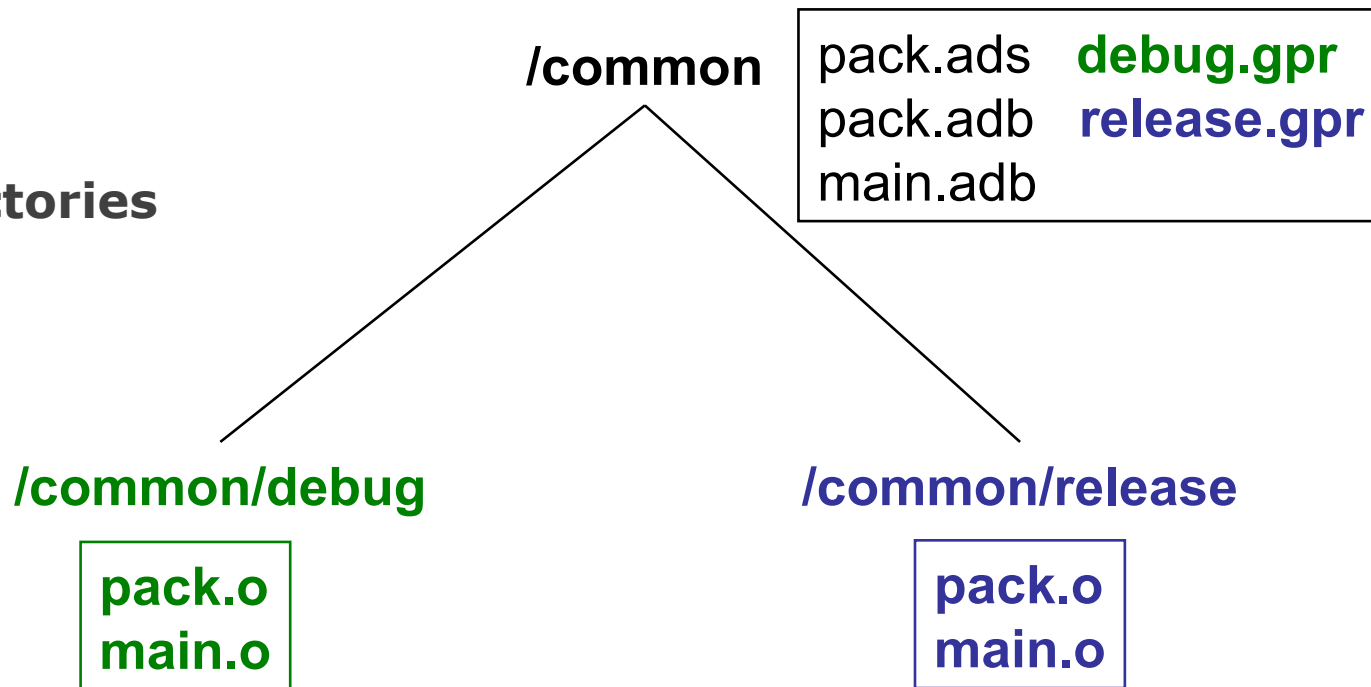 /common
pack.ads debug.gpr
pack.adb release.gpr
main.adb
/common/debug
/common/release
pack.o
main.o
pack.o
main.o